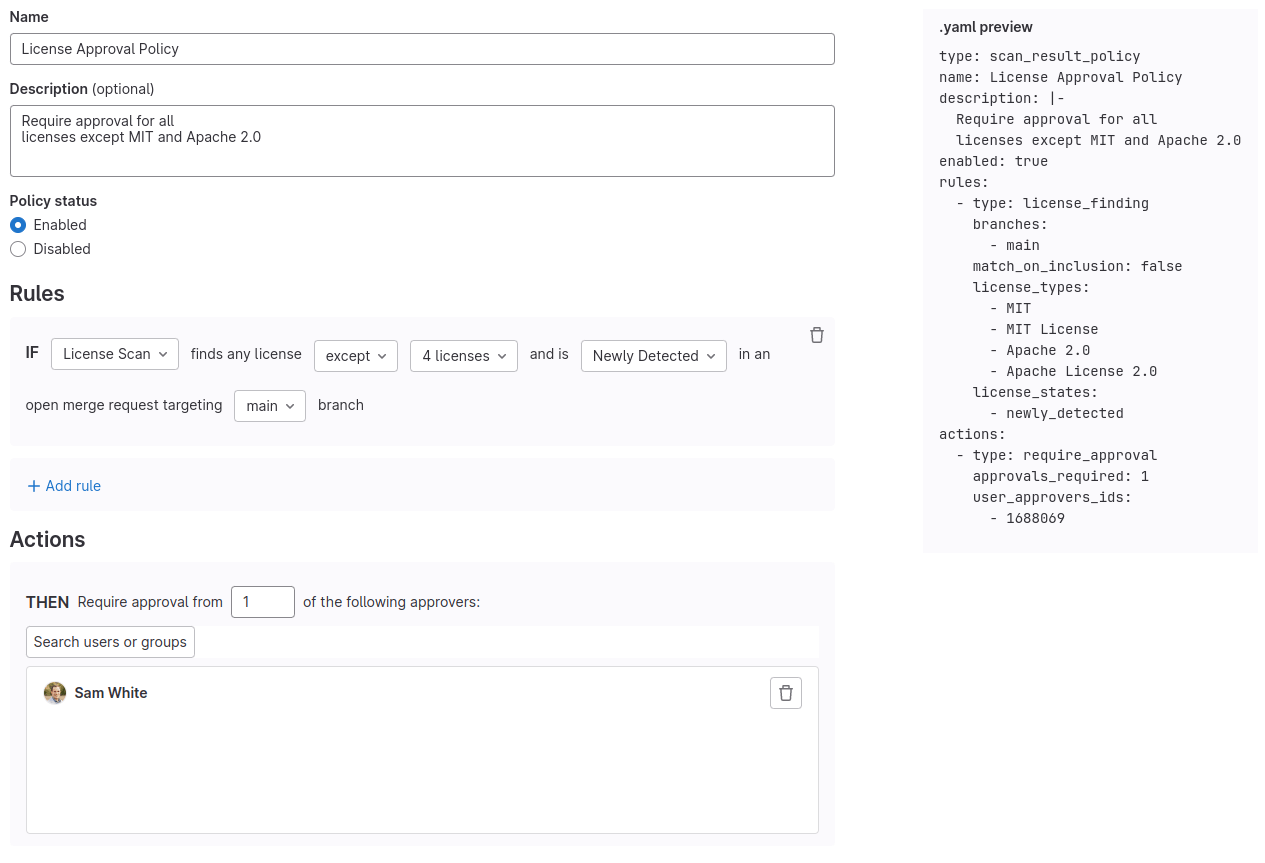 Name
License Approval Policy
Description (optional)
Require approval for all
licenses except MIT and Apache 2.0
Policy status
Enabled
Disabled
Rules
IF License Scan finds any license except 4 licenses and is Newly Detected in an
open merge request targeting main branch
+ Add rule
Actions
THEN Require approval from 1 of the following approvers:
Search users or groups
Sam White
.yaml preview
type: scan_result_policy
name: License Approval Policy
description: |-
  Require approval for all
  licenses except MIT and Apache 2.0
enabled: true
rules:
  - type: license_finding
    branches:
      - main
    match_on_inclusion: false
    license_types:
      - MIT
      - MIT License
      - Apache 2.0
      - Apache License 2.0
    license_states:
      - newly_detected
actions:
  - type: require_approval
    approvals_required: 1
    user_approvers_ids:
      - 1688069